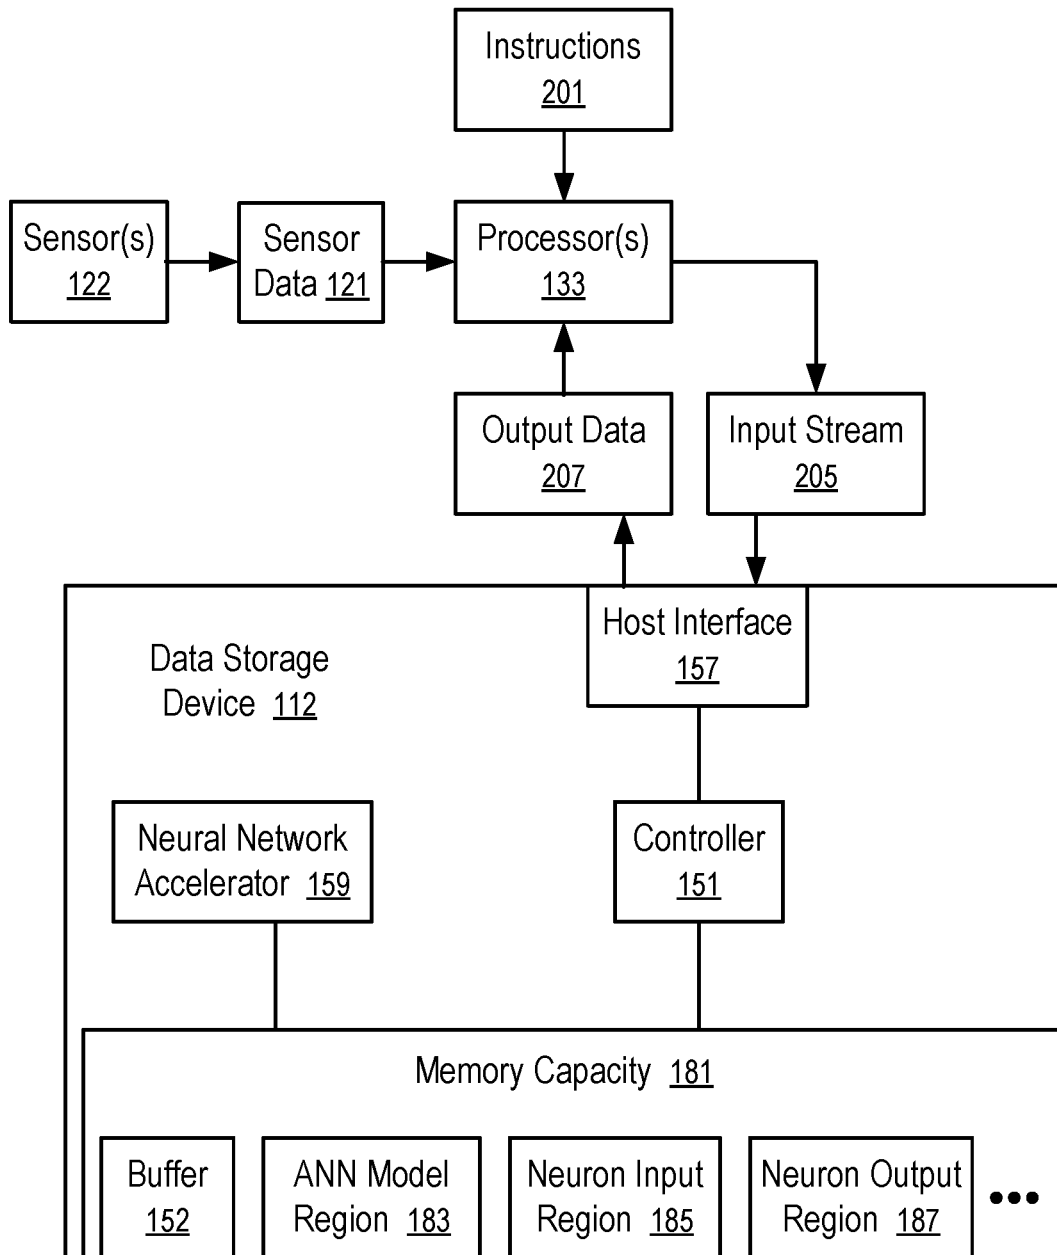 Instructions
201
Sensor(s)
122
Sensor
Data 121
Processor(s)
133
Output Data
207
Input Stream
205
Data Storage
Device 112
Host Interface
157
Neural Network
Accelerator 159
Controller
151
Memory Capacity 181
Buffer
152
ANN Model
Region 183
Neuron Input
Region 185
Neuron Output
Region 187
•••